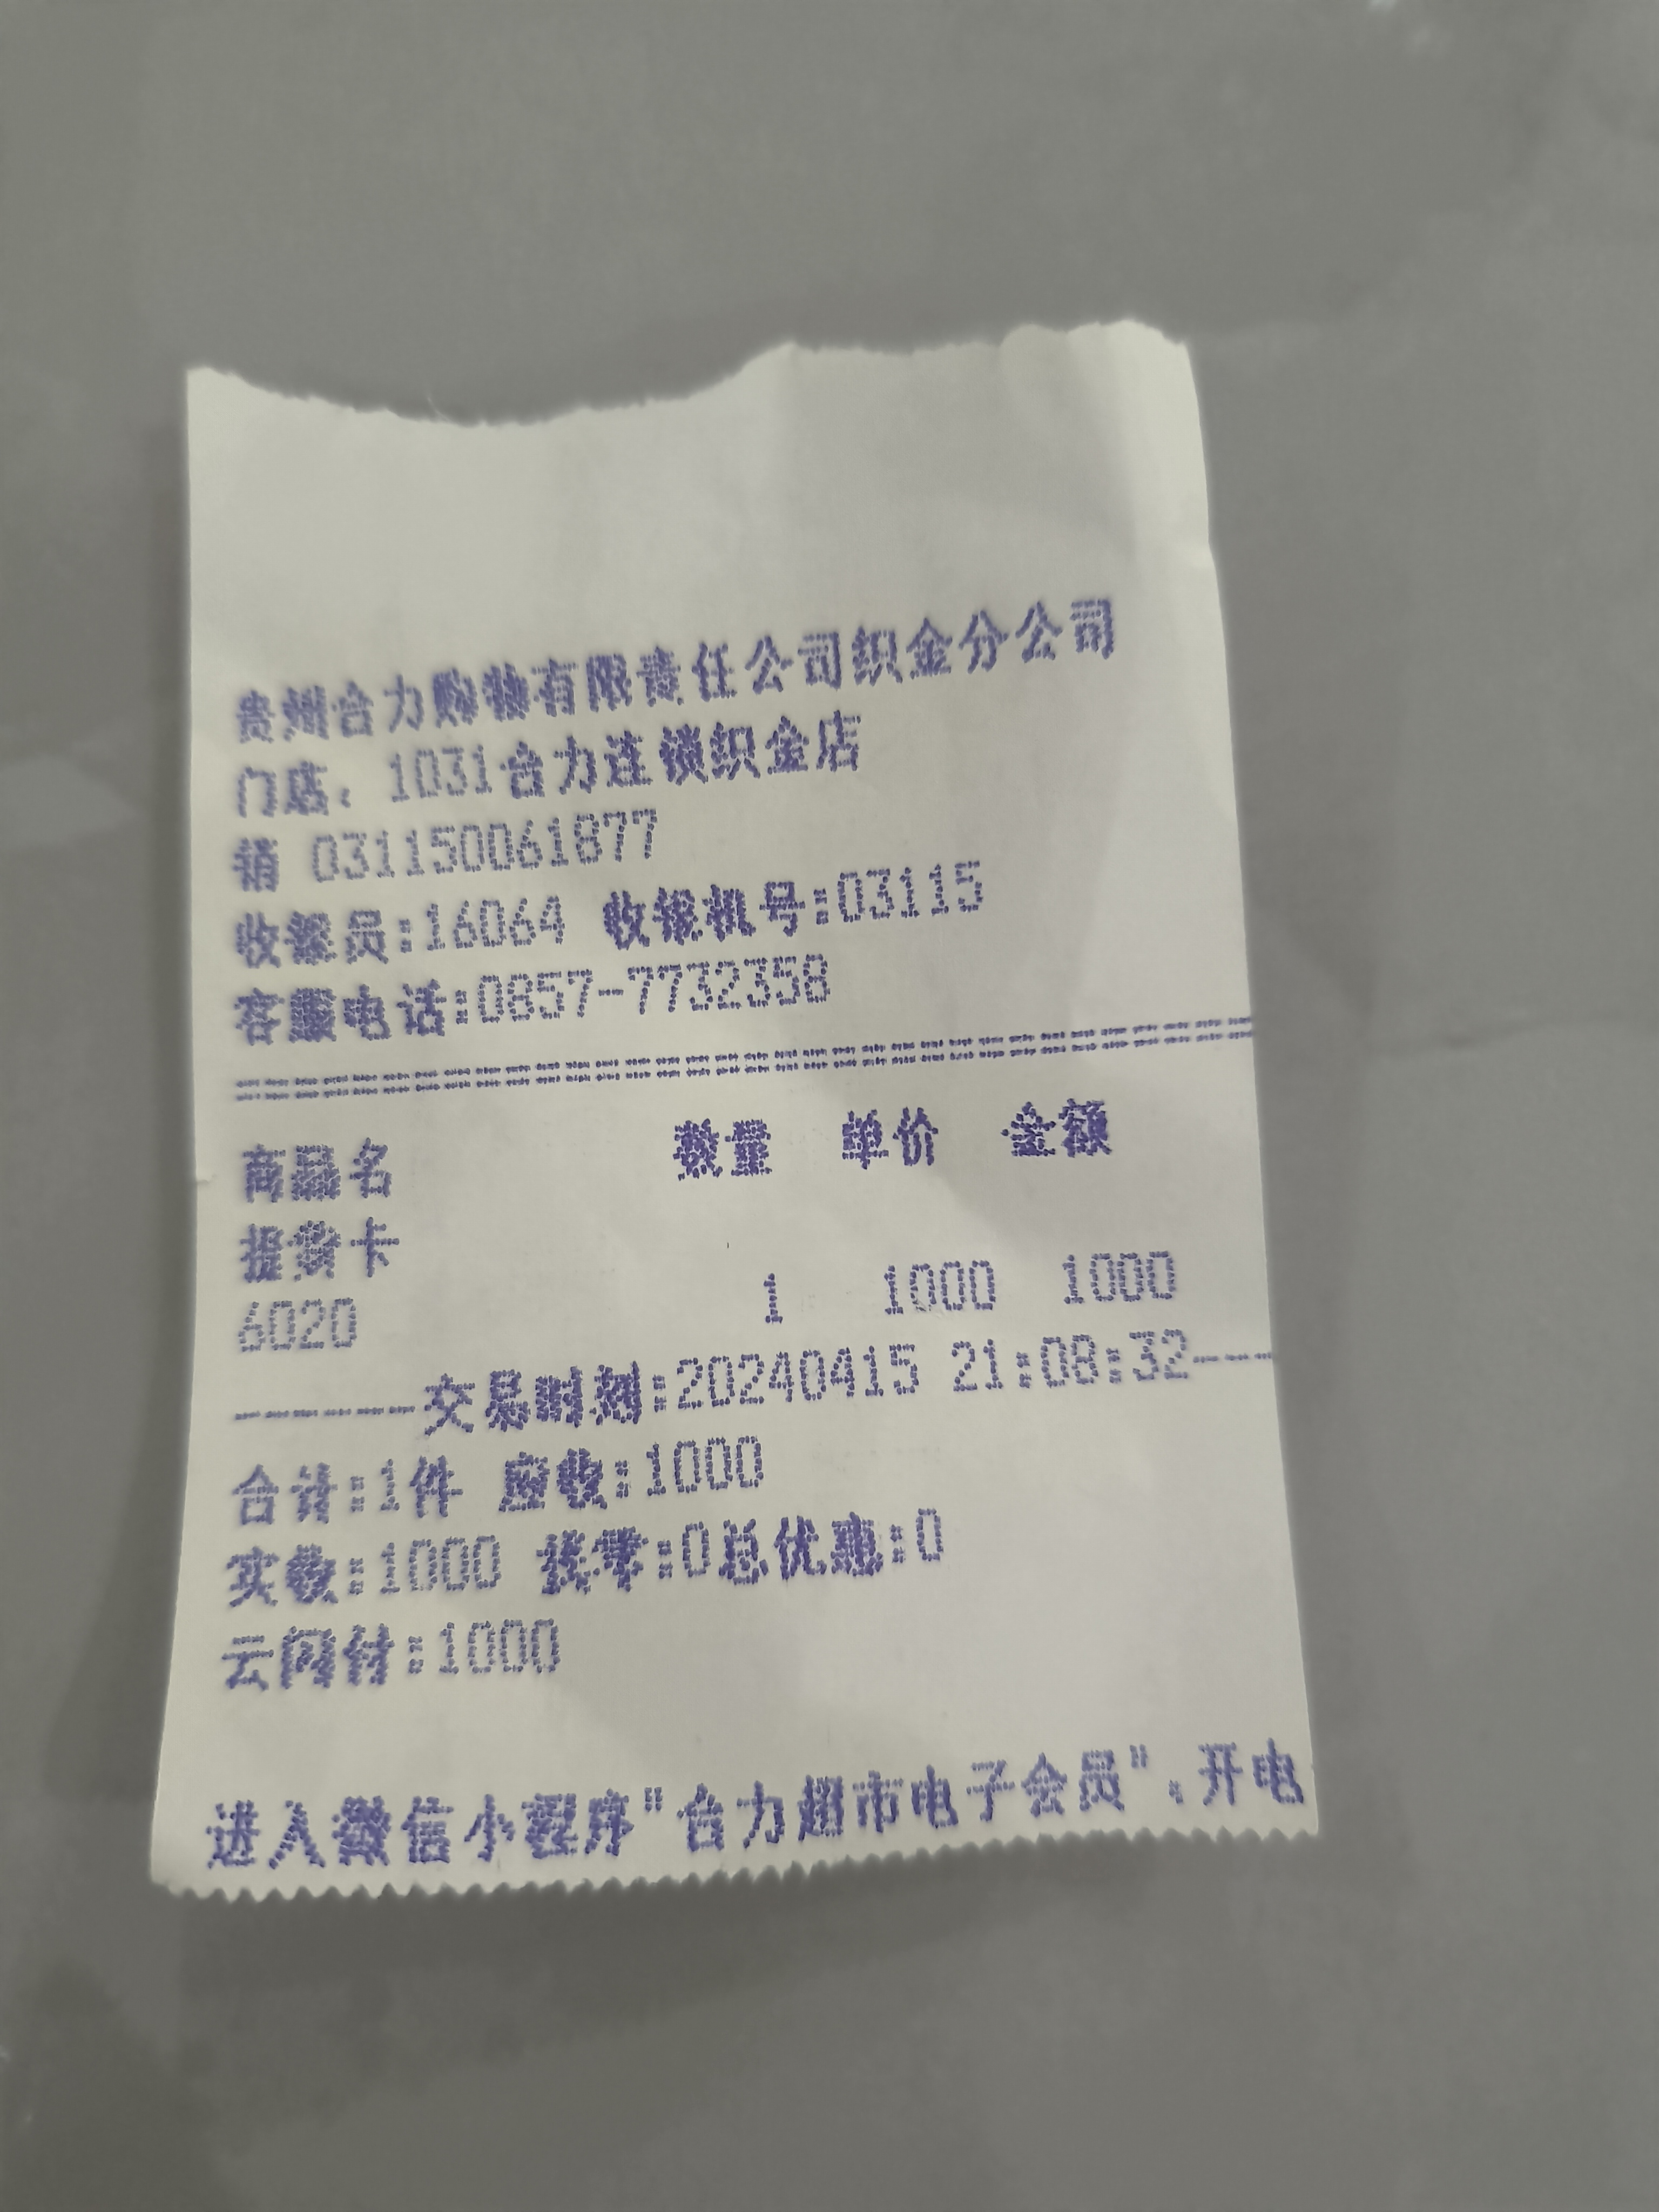 贵州合力购物有限责任公司织金分公司
门店、1031合力连锁织金店
销 031150061877
收银员:16064 收银机号:03115
客服电话:0857-7732358
商品名 数量 单价 金额
提货卡
6020 1 1000 1000
------交易时刻:20240415 21:08:32---
合计:1件 应收:1000
实收:1000 找零:0总优惠:0
云闪付:1000
进入微信小程序"合力超市电子会员"、开电